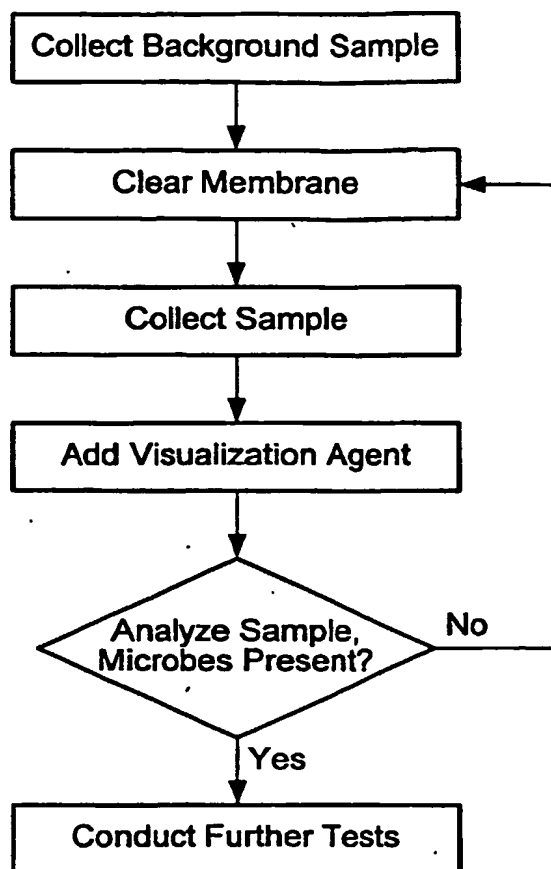 Collect Background Sample
Clear Membrane
Collect Sample
Add Visualization Agent
Analyze Sample,
Microbes Present?
No
Yes
Conduct Further Tests